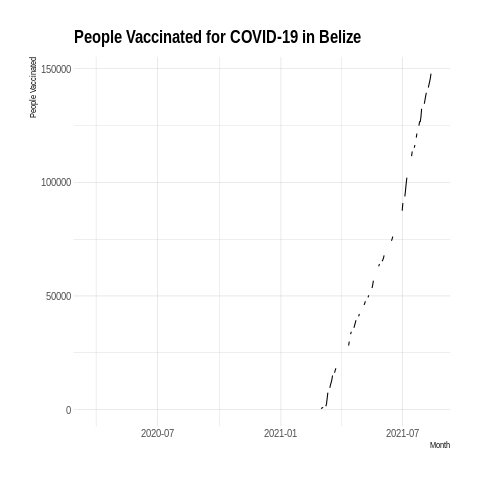 People Vaccinated for COVID-19 in Belize
People Vaccinated
150000
100000
50000
0
2020-07
2021-01
2021-07
Month